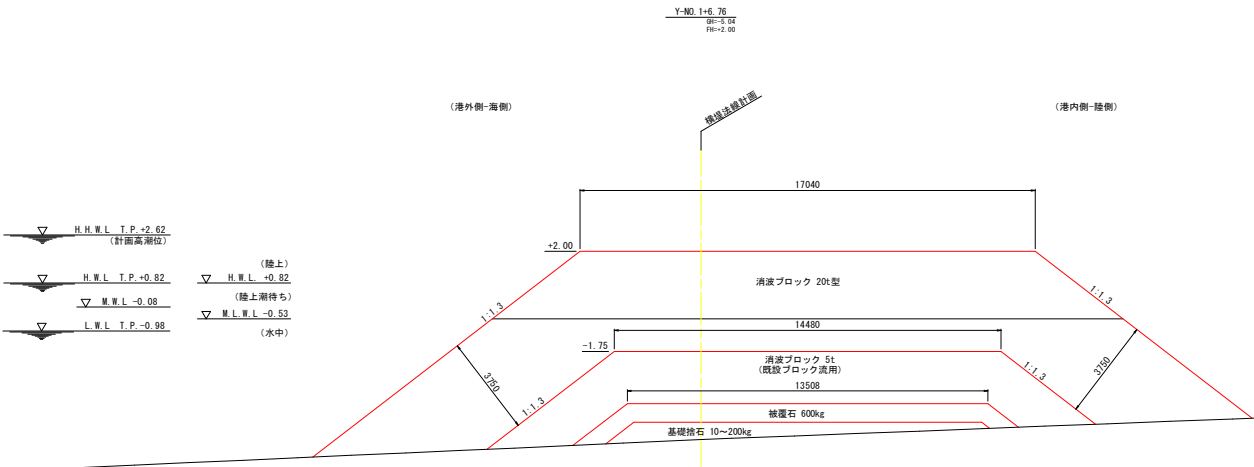 Y-NO.1+6.76
GH=-5.04
FH=+2.00
(港外側-海側)
横堤法線計画
(港内側-陸側)
17040
H.H.W.L T.P.+2.62
(計画高潮位)
+2.00
(陸上)
H.W.L T.P.+0.82
H.W.L. +0.82
消波ブロック 20t型
(陸上潮待ち)
M.W.L -0.08
1:1.3
1:1.3
M.L.W.L -0.53
L.W.L T.P.-0.98
(水中)
14480
-1.75
消波ブロック 5t
(既設ブロック流用)
3750
1:1.3
1:1.3
3750
13508
被覆石 600kg
基礎捨石 10～200kg